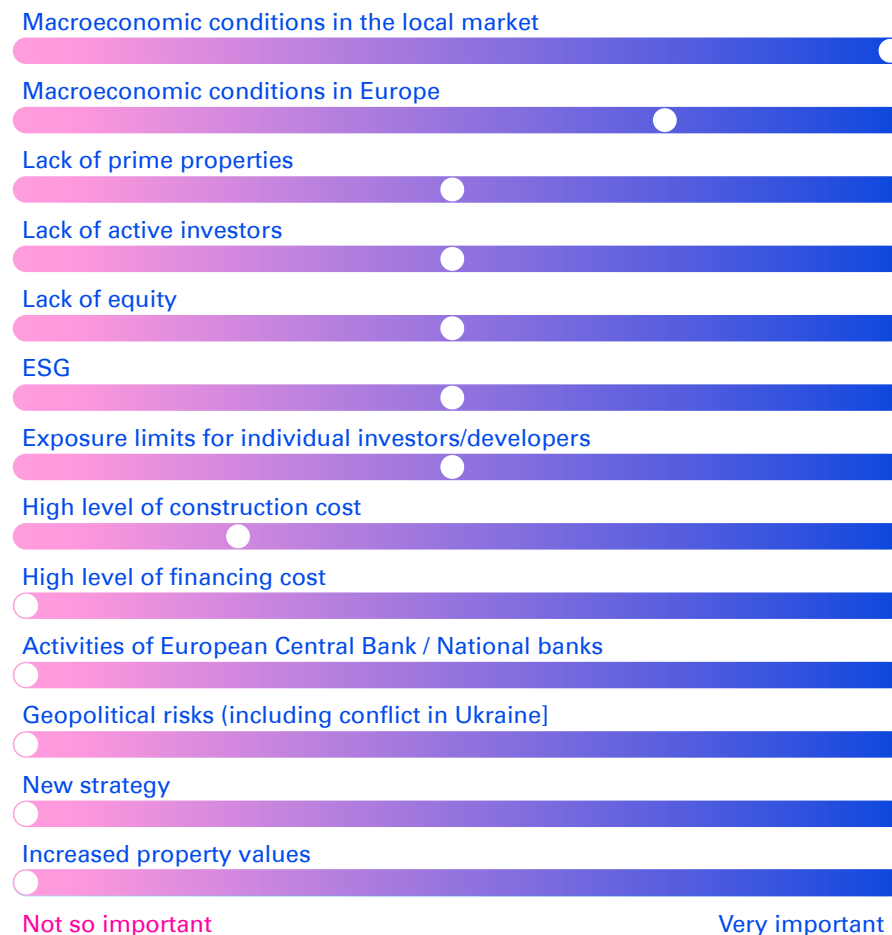 Macroeconomic conditions in the local market
Macroeconomic conditions in Europe
Lack of prime properties
Lack of active investors
Lack of equity
ESG
Exposure limits for individual investors/developers
High level of construction cost
High level of financing cost
Activities of European Central Bank / National banks
Geopolitical risks (including conflict in Ukraine]
New strategy
Increased property values
Not so important
Very important